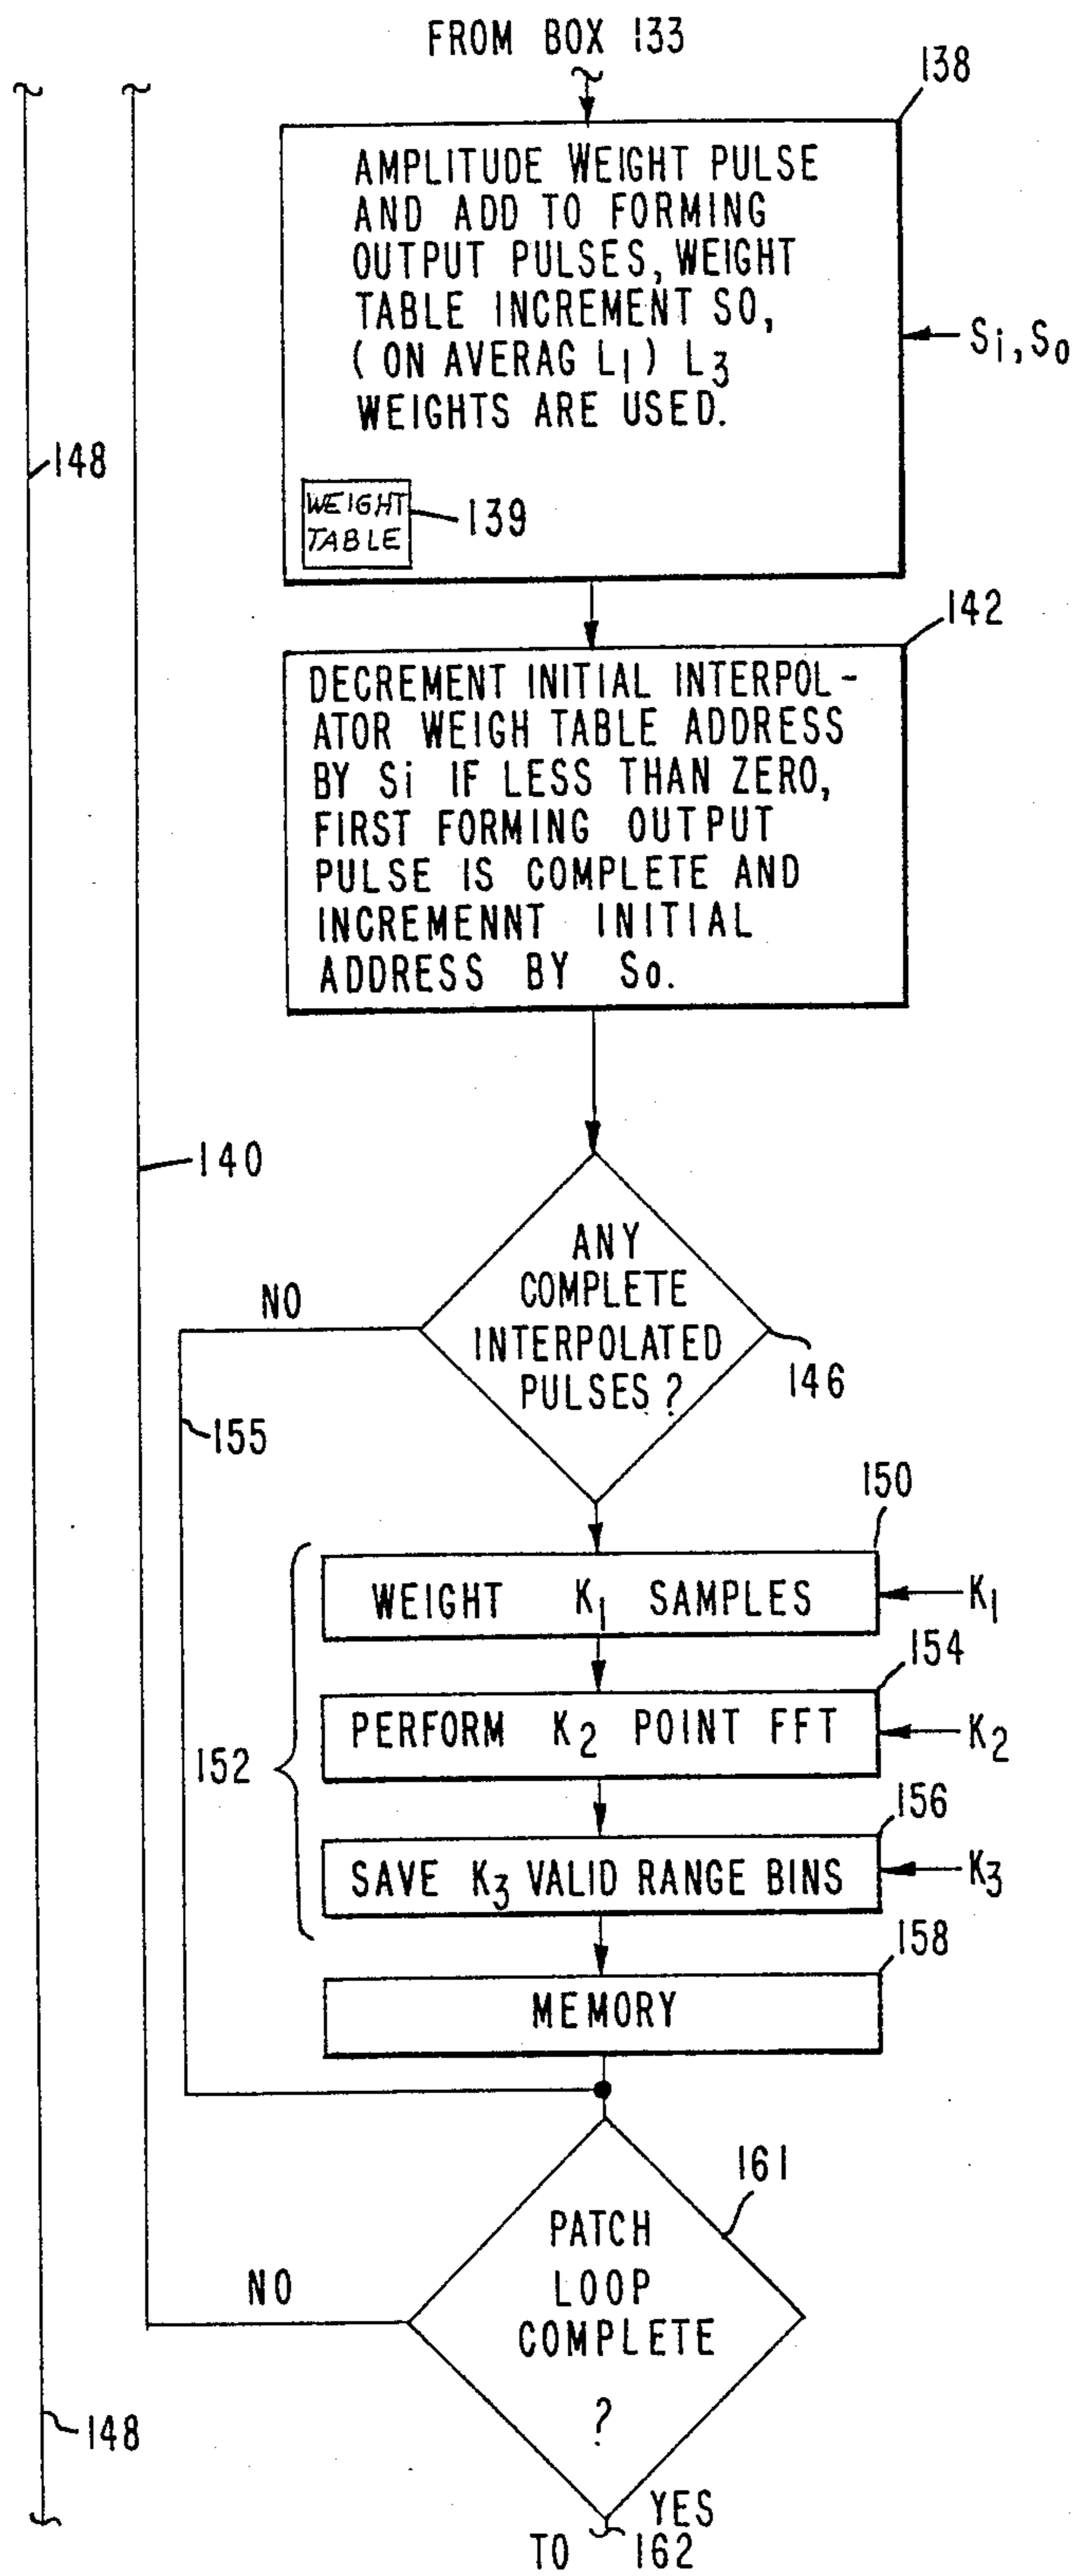 FROM BOX 133
138
AMPLITUDE WEIGHT PULSE
AND ADD TO FORMING
OUTPUT PULSES, WEIGHT
TABLE INCREMENT SO,
(ON AVERAG L1) L3
WEIGHTS ARE USED.
Si, So
148
WEIGHT
TABLE
139
142
DECREMENT INITIAL INTERPOL-
ATOR WEIGH TABLE ADDRESS
BY Si IF LESS THAN ZERO,
FIRST FORMING OUTPUT
PULSE IS COMPLETE AND
INCREMENNT INITIAL
ADDRESS BY So.
140
ANY
COMPLETE
INTERPOLATED
PULSES?
NO
146
155
150
WEIGHT K1 SAMPLES
K1
154
PERFORM K2 POINT FFT
K2
152
156
SAVE K3 VALID RANGE BINS
K3
158
MEMORY
161
PATCH
LOOP
COMPLETE
?
NO
148
YES
TO 162